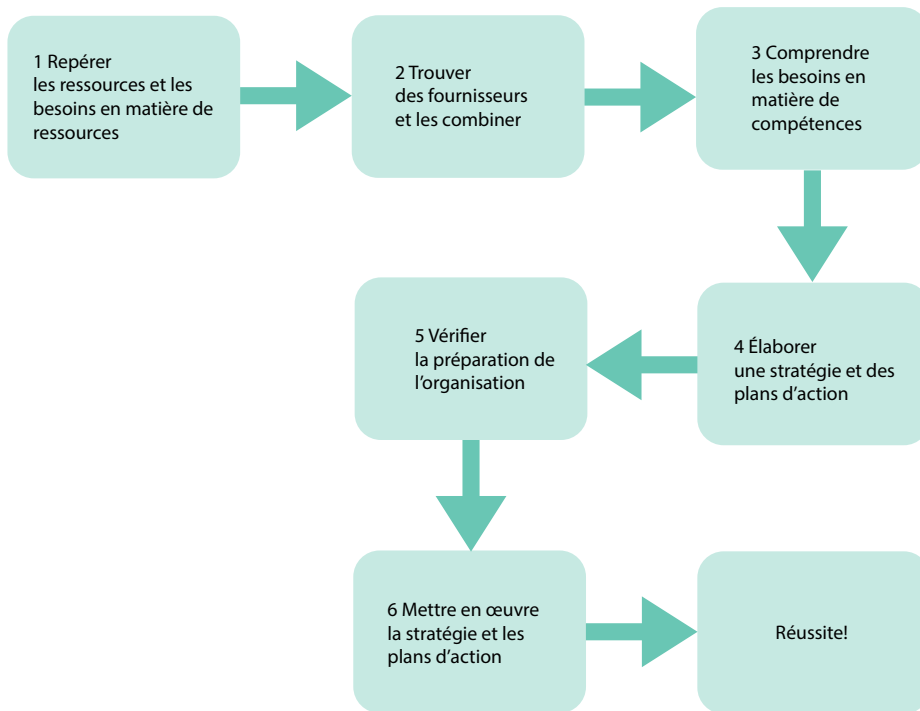 1 Repérer
les ressources et les
besoins en matière de
ressources
2 Trouver
des fournisseurs
et les combiner
3 Comprendre
les besoins en
matière de
compétences
4 Élaborer
une stratégie et des
plans d’action
5 Vérifier
la préparation de
l’organisation
6 Mettre en œuvre
la stratégie et les
plans d’action
Réussite!